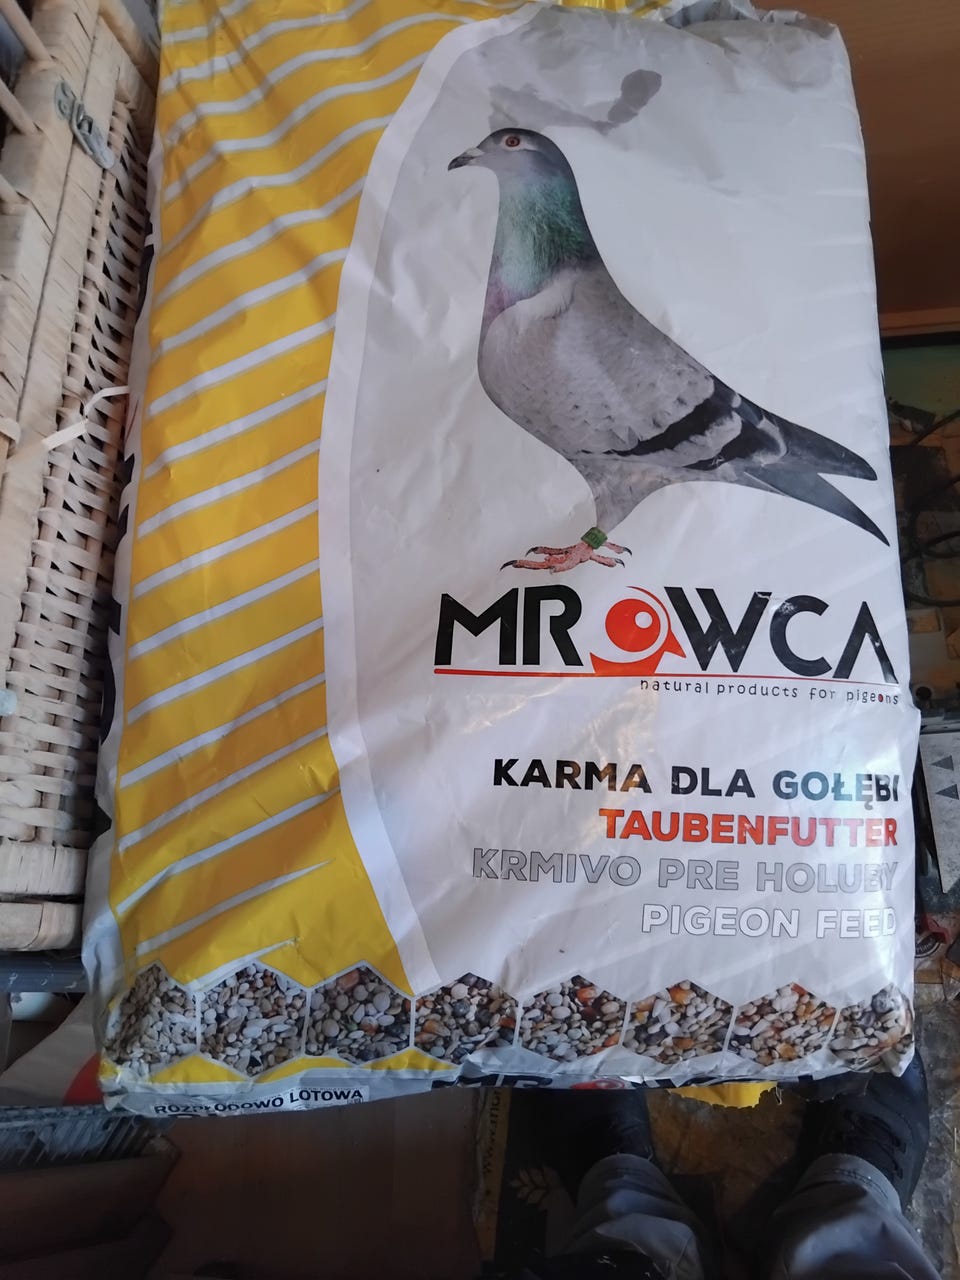 MROWCA
natural products for pigeons
KARMA DLA GOŁĘBI
TAUBENFUTTER
KRMIVO PRE HOLUBY
PIGEON FEED
ROZPŁODOWO LOTOWA